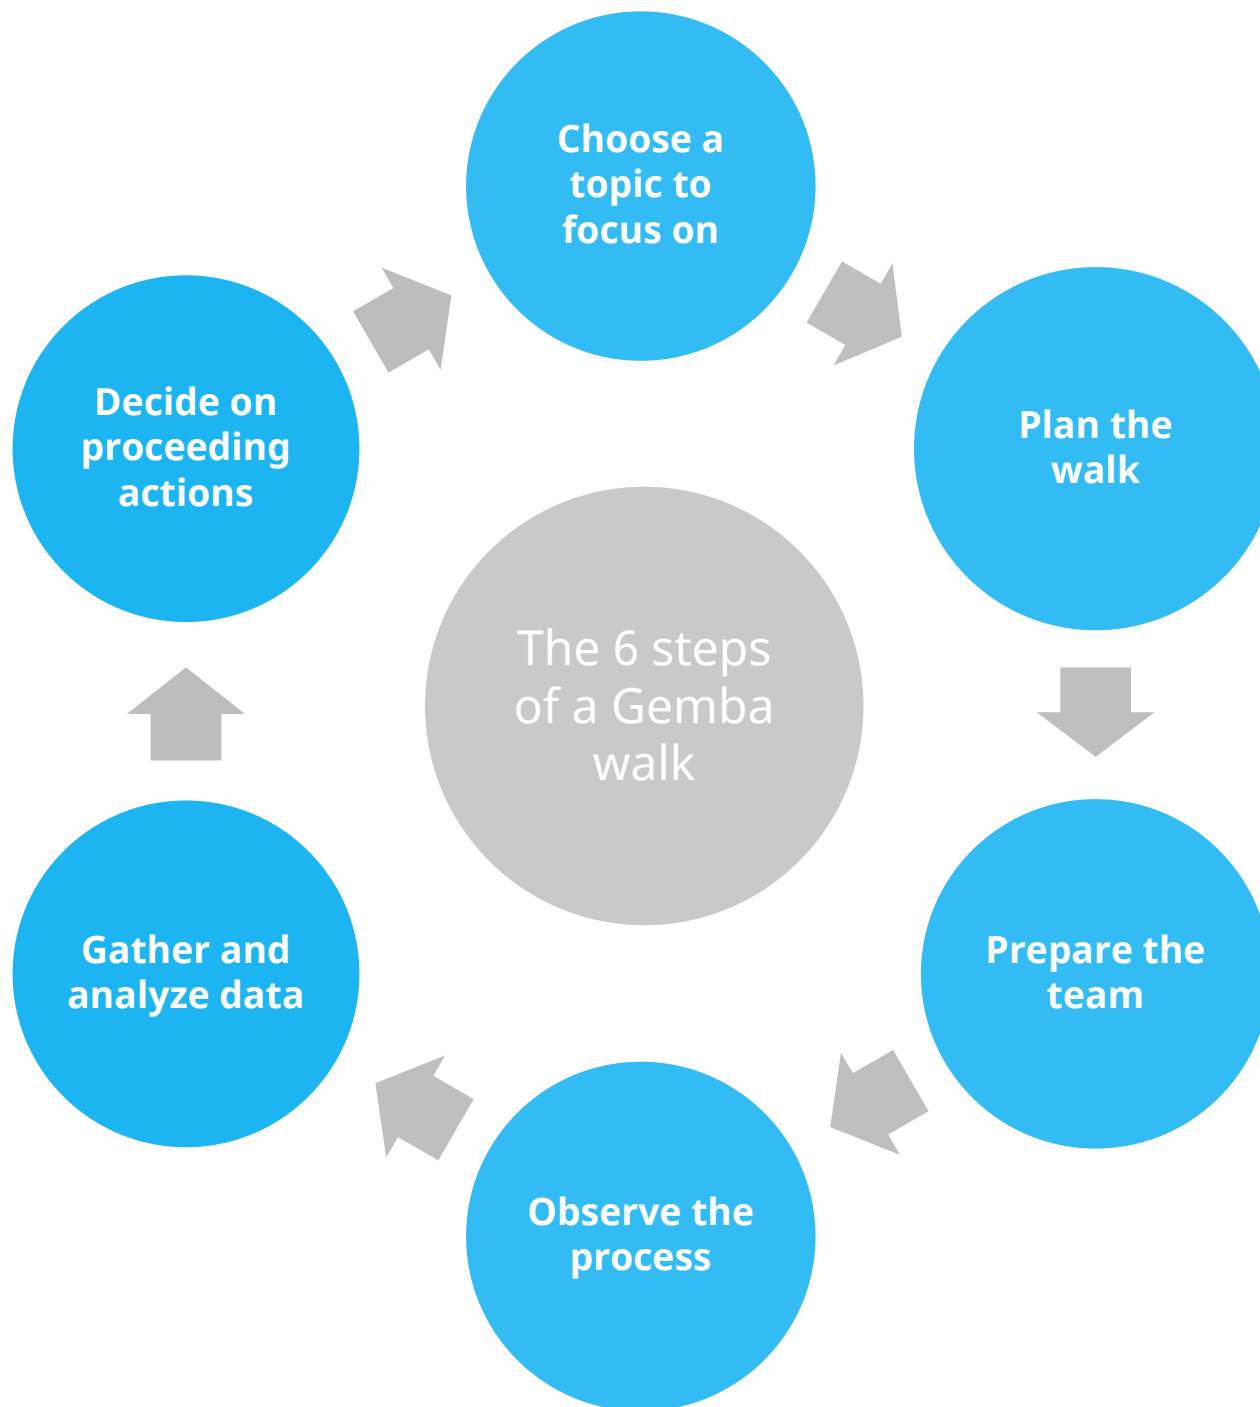 Choose a
topic to
focus on
Plan the
walk
Prepare the
team
Observe the
process
Gather and
analyze data
Decide on
proceeding
actions
The 6 steps
of a Gemba
walk